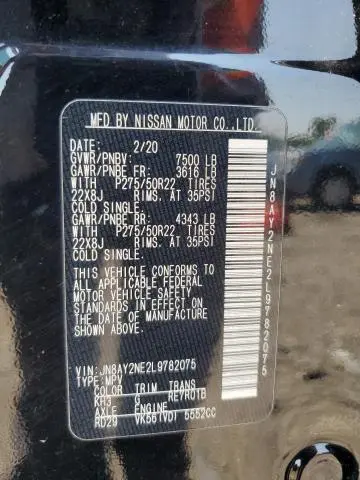 MFD BY NISSAN MOTOR CO.,LTD.
DATE: 2/20
GVWR/PNBV 7500 LB
GAWR/PNBE FR: 3616 LB
WITH P275/50R22 TIRES
22X8J RIMS. AT 35PSI
COLD SINGLE
GAWR/PNBE RR 4343 LB
WITH P275/50R22 TIRES
22X8J RIMS. AT 35PSI
COLD SINGLE.
THIS VEHICLE CONFORMS TO
ALL APPLICABLE FEDERAL
MOTOR VEHICLE SAFETY
STANDARDS IN EFFECT ON
THE DATE OF MANUFACTURE
SHOWN ABOVE.
VIN: JN8AY2NE2L9782075
TYPE: MPV
COLOR TRIM TRANS
KH3 G RE7R01B
AXLE ENGINE
RD29 VK56(VD) 5552CC
JN8AY2NE2L9782075